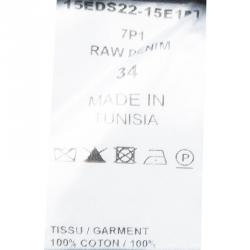 15EDS22-15E1P1
7P1
RAW DENIM
34
MADE IN
TUNISIA
P
TISSU / GARMENT
100% COTON / 100%